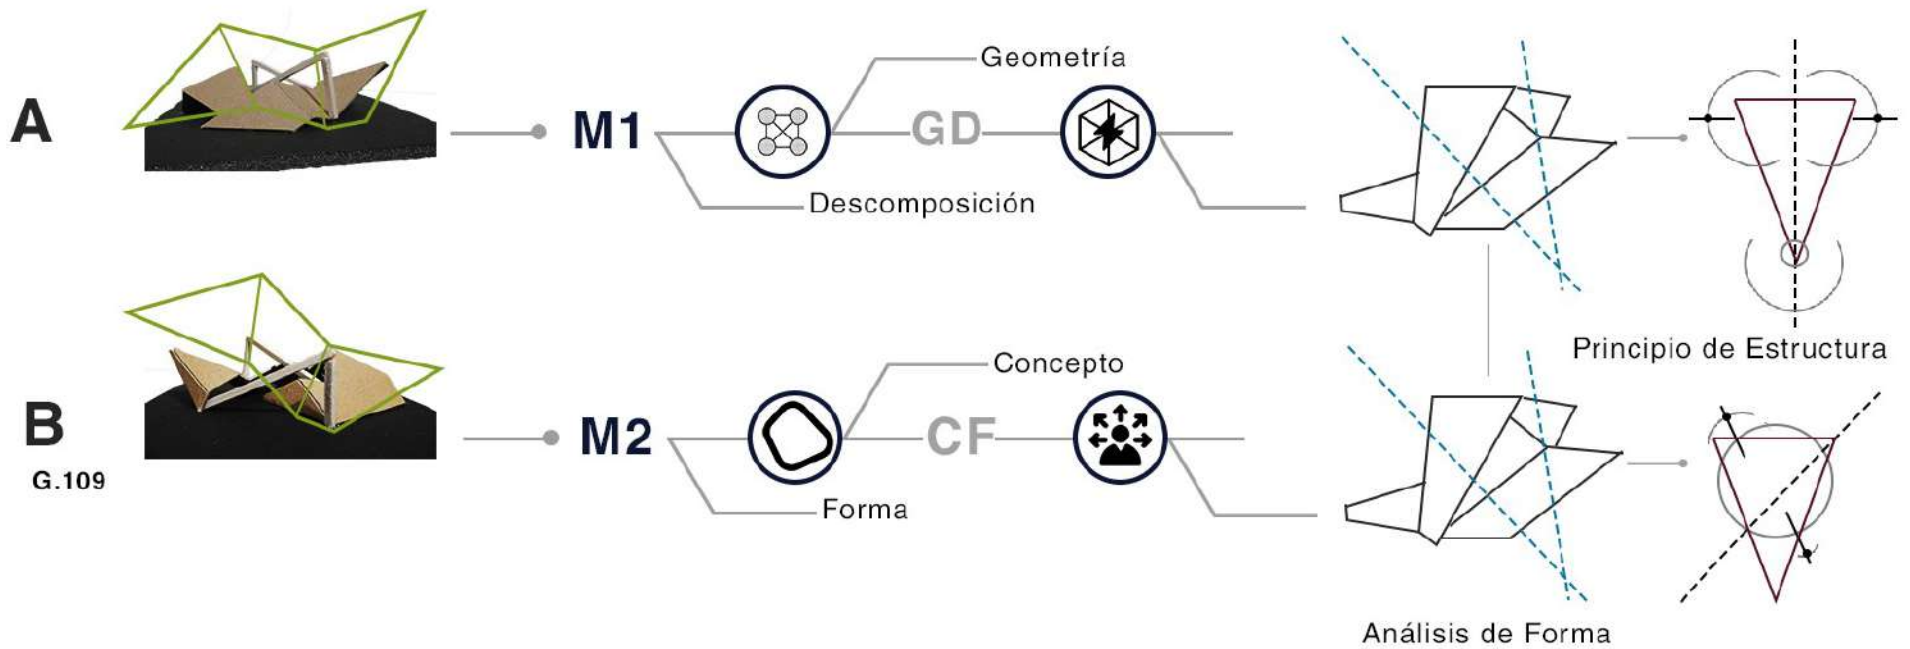 A
M1
Geometría
GD
Descomposición
Principio de Estructura
B
G.109
M2
Concepto
CF
Forma
Análisis de Forma